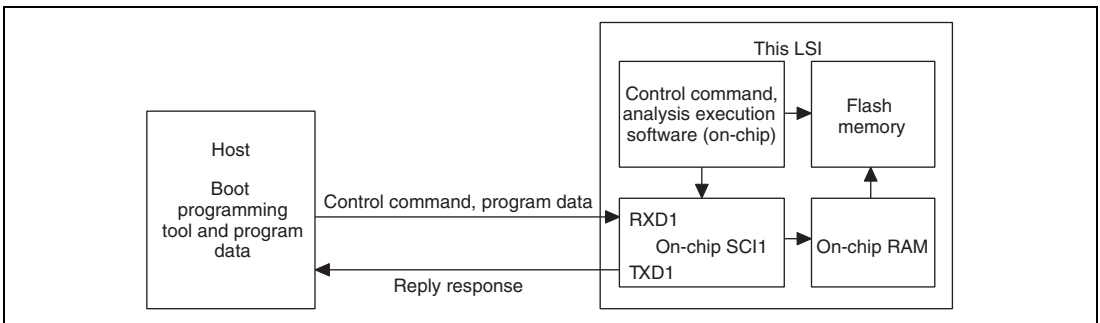 This LSI
Control command,
analysis execution
software (on-chip)
Flash
memory
Host
Boot
programming
tool and program
data
Control command, program data
RXD1
On-chip SCI1
TXD1
On-chip RAM
Reply response